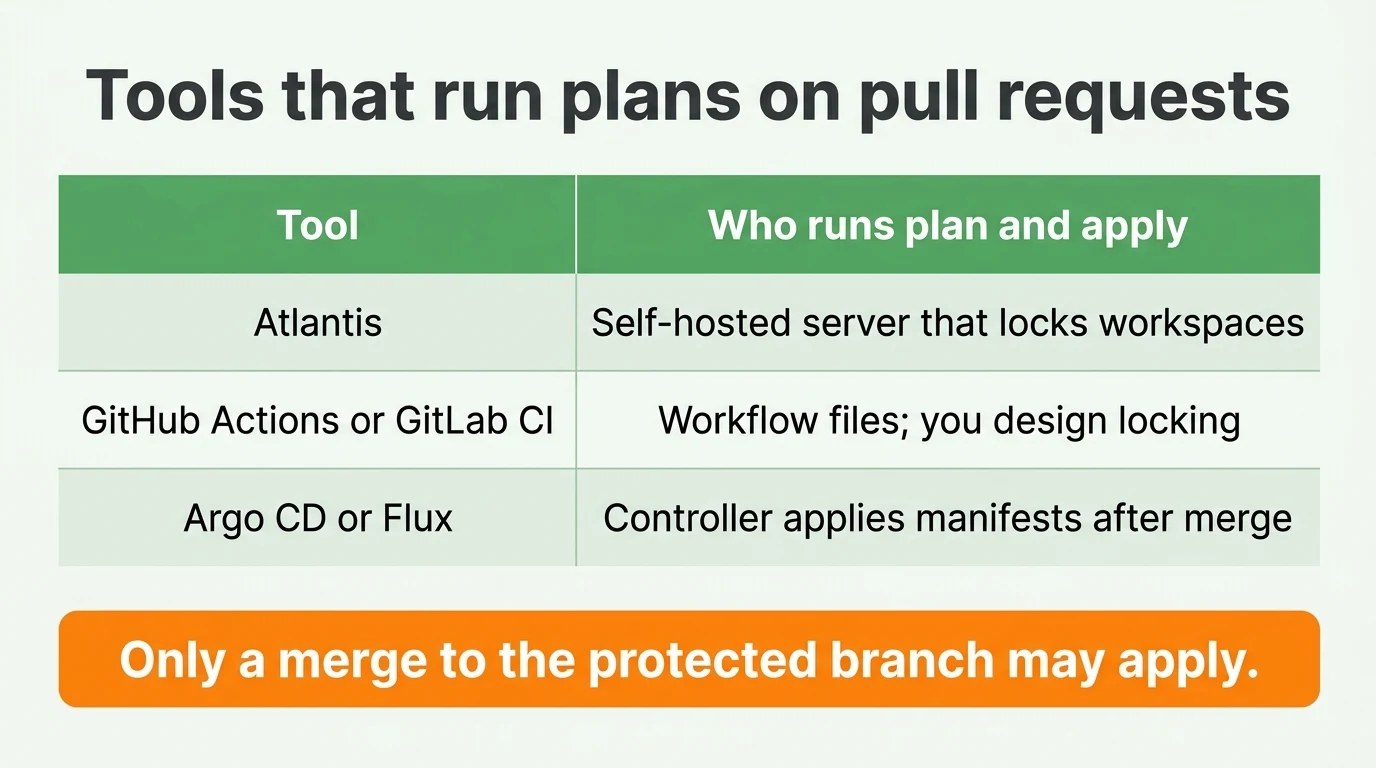 Tools that run plans on pull requests
Tool
Who runs plan and apply
Atlantis
Self-hosted server that locks workspaces
GitHub Actions or GitLab CI
Workflow files; you design locking
Argo CD or Flux
Controller applies manifests after merge
Only a merge to the protected branch may apply.